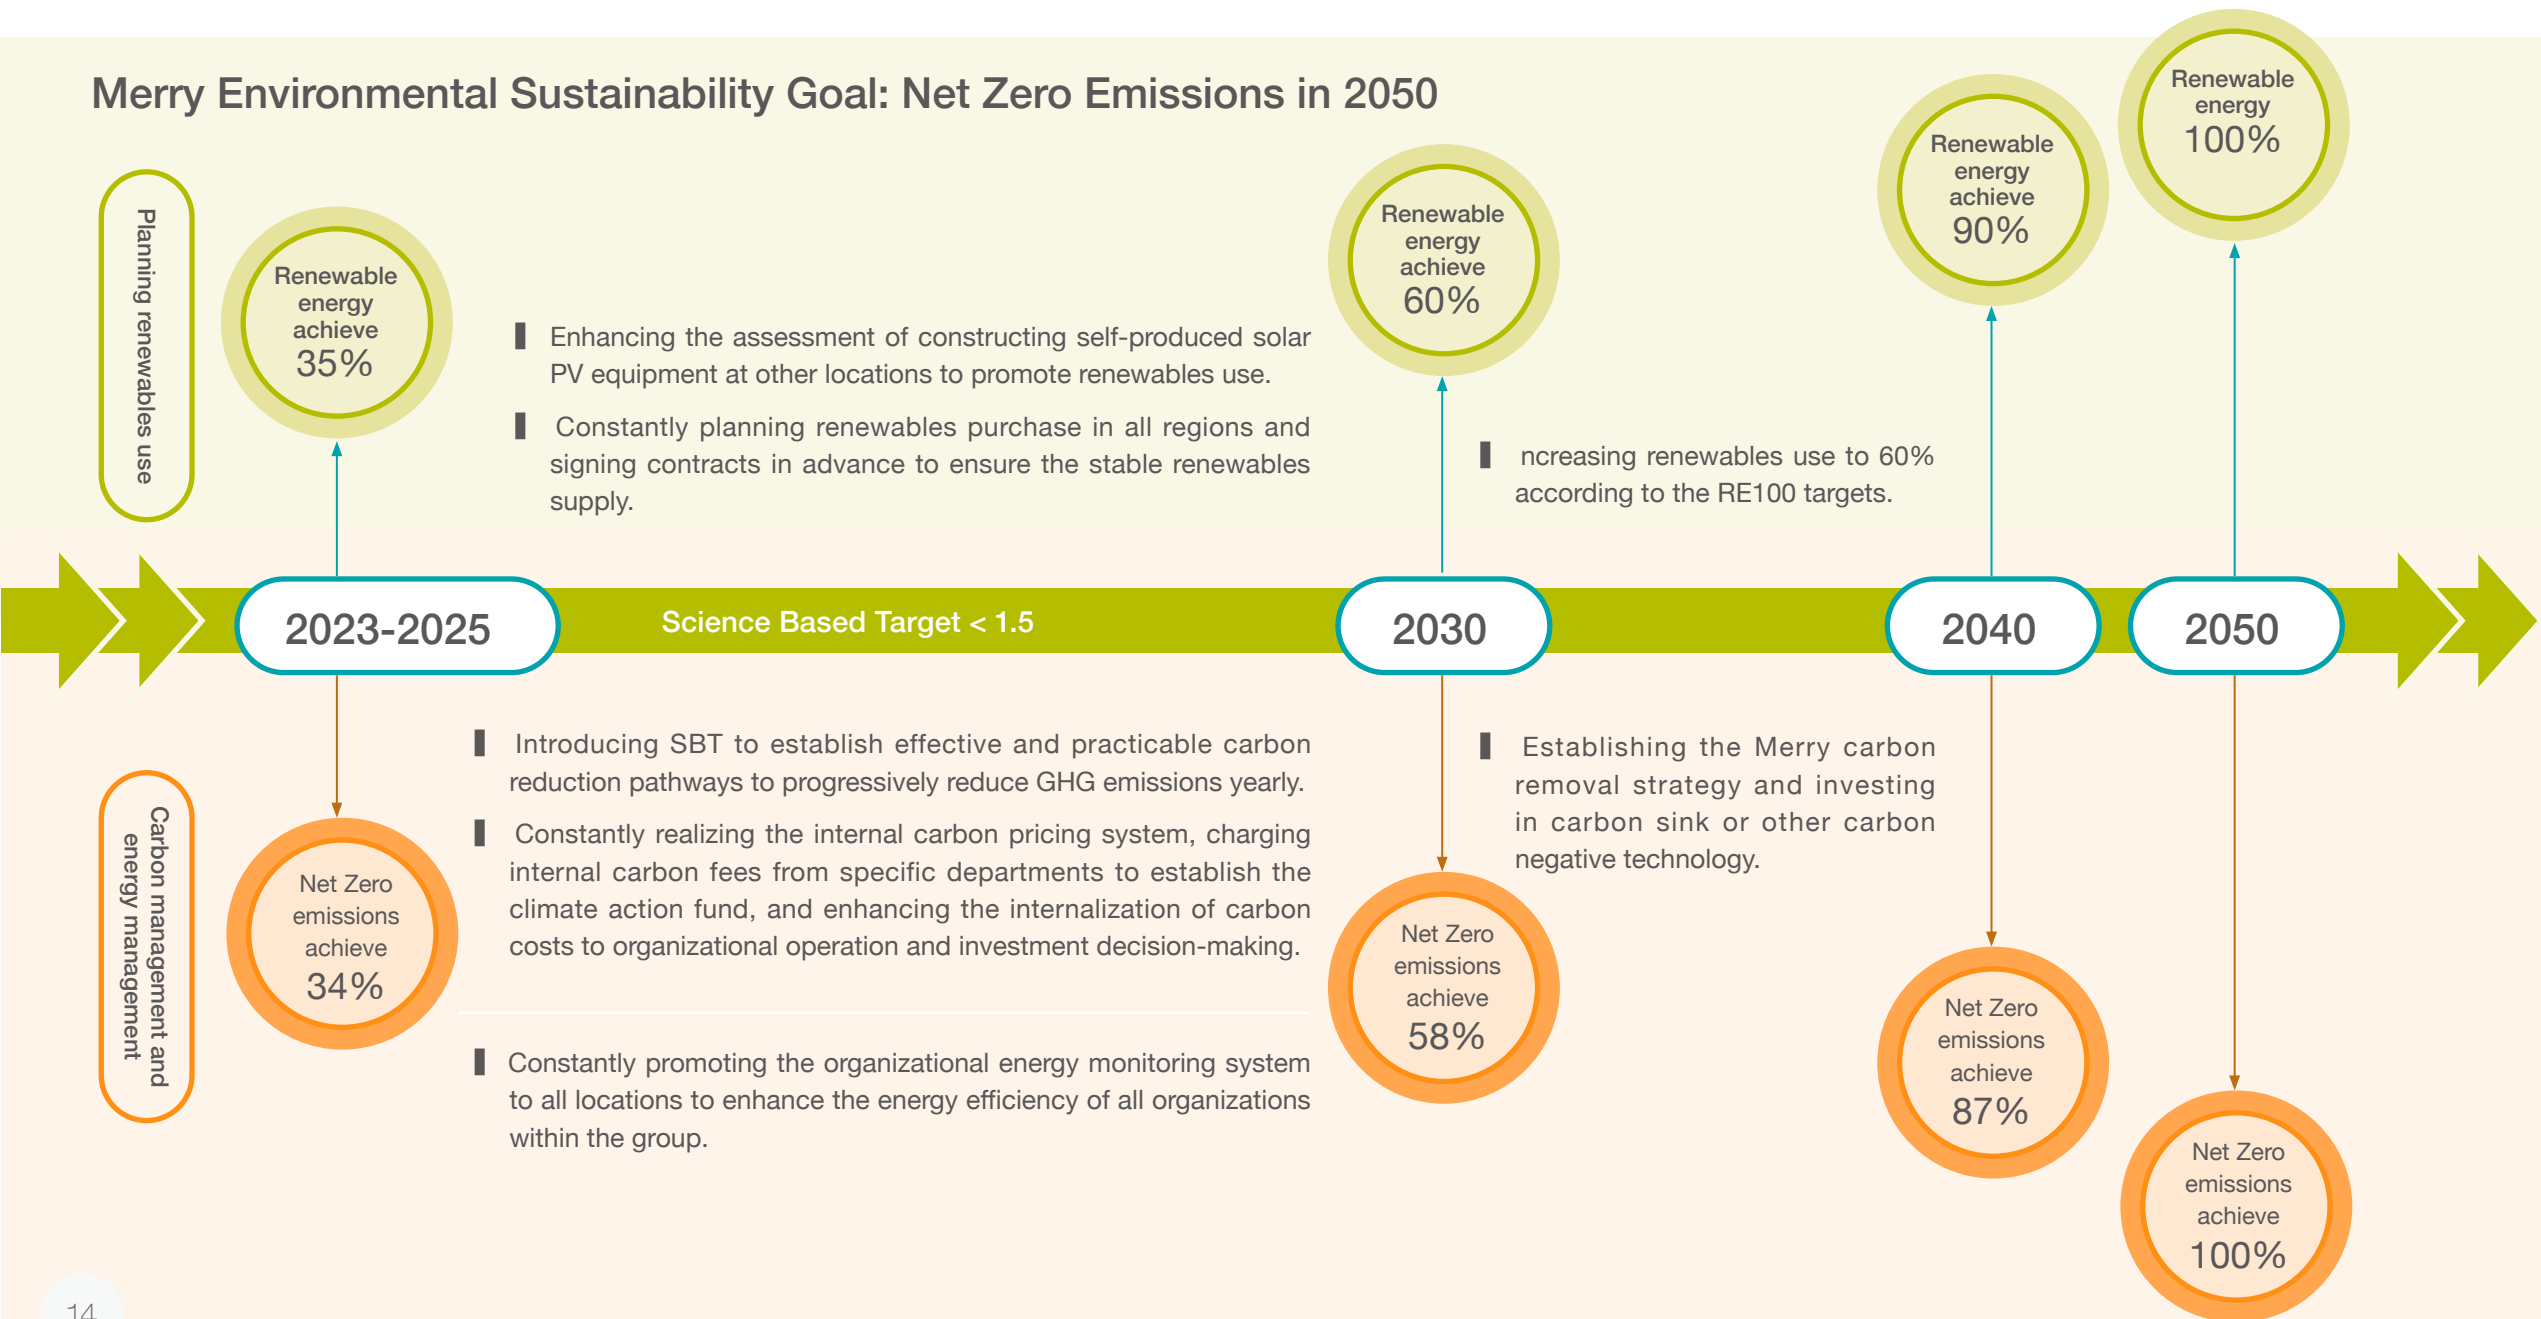 Merry Environmental Sustainability Goal: Net Zero Emissions in 2050
Planning renewables use
Renewable
energy
achieve
35%
Enhancing the assessment of constructing self-produced solar
PV equipment at other locations to promote renewables use.
Constantly planning renewables purchase in all regions and
signing contracts in advance to ensure the stable renewables
supply.
Renewable
energy
achieve
60%
ncreasing renewables use to 60%
according to the RE100 targets.
Renewable
energy
achieve
90%
Renewable
energy
100%
2023-2025
Science Based Target < 1.5
2030
2040
2050
Carbon management and
energy management
Net Zero
emissions
achieve
34%
Introducing SBT to establish effective and practicable carbon
reduction pathways to progressively reduce GHG emissions yearly.
Constantly realizing the internal carbon pricing system, charging
internal carbon fees from specific departments to establish the
climate action fund, and enhancing the internalization of carbon
costs to organizational operation and investment decision-making.
Constantly promoting the organizational energy monitoring system
to all locations to enhance the energy efficiency of all organizations
within the group.
Net Zero
emissions
achieve
58%
Establishing the Merry carbon
removal strategy and investing
in carbon sink or other carbon
negative technology.
Net Zero
emissions
achieve
87%
Net Zero
emissions
achieve
100%
14